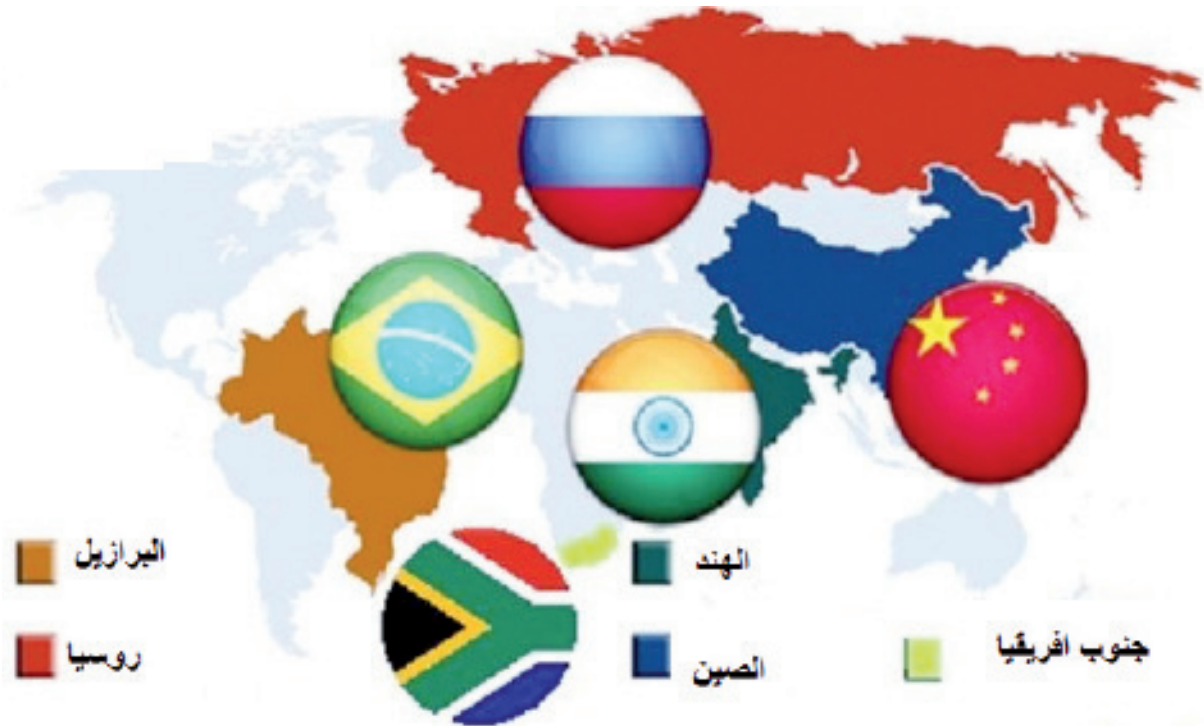 البرازيل
روسيا
الهند
الصين
جنوب افريقيا